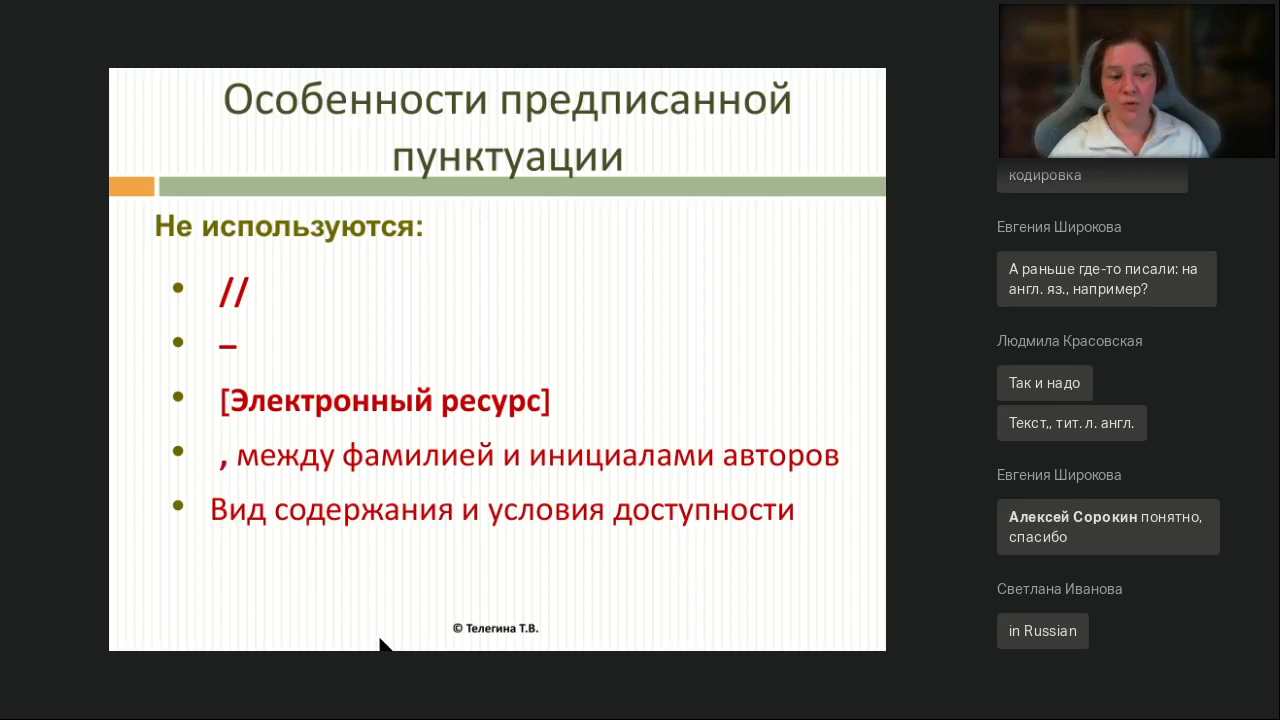 Особенности предписанной
пунктуации
Не используются:
• //
• –
• [Электронный ресурс]
• , между фамилией и инициалами авторов
• Вид содержания и условия доступности
© Телегина Т.В.
кодировка
Евгения Широкова
А раньше где-то писали: на
англ. яз., например?
Людмила Красовская
Так и надо
Текст,, тит. л. англ.
Евгения Широкова
Алексей Сорокин понятно,
спасибо
Светлана Иванова
in Russian